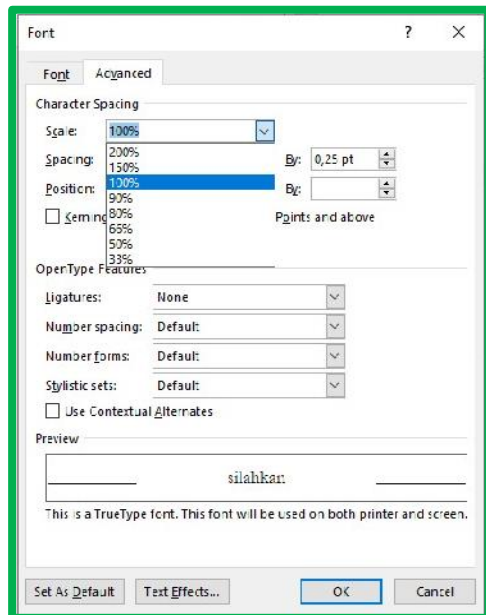 Font ? ×
Font Advanced
Character Spacing
Scale: 100%
200%
150%
100%
90%
80%
66%
50%
33%
Spacing: By: 0,25 pt
Position: By:
Kerning Points and above
OpenType Features
Ligatures: None
Number spacing: Default
Number forms: Default
Stylistic sets: Default
Use Contextual Alternates
Preview
silahkan
This is a TrueType font. This font will be used on both printer and screen.
Set As Default Text Effects... OK Cancel